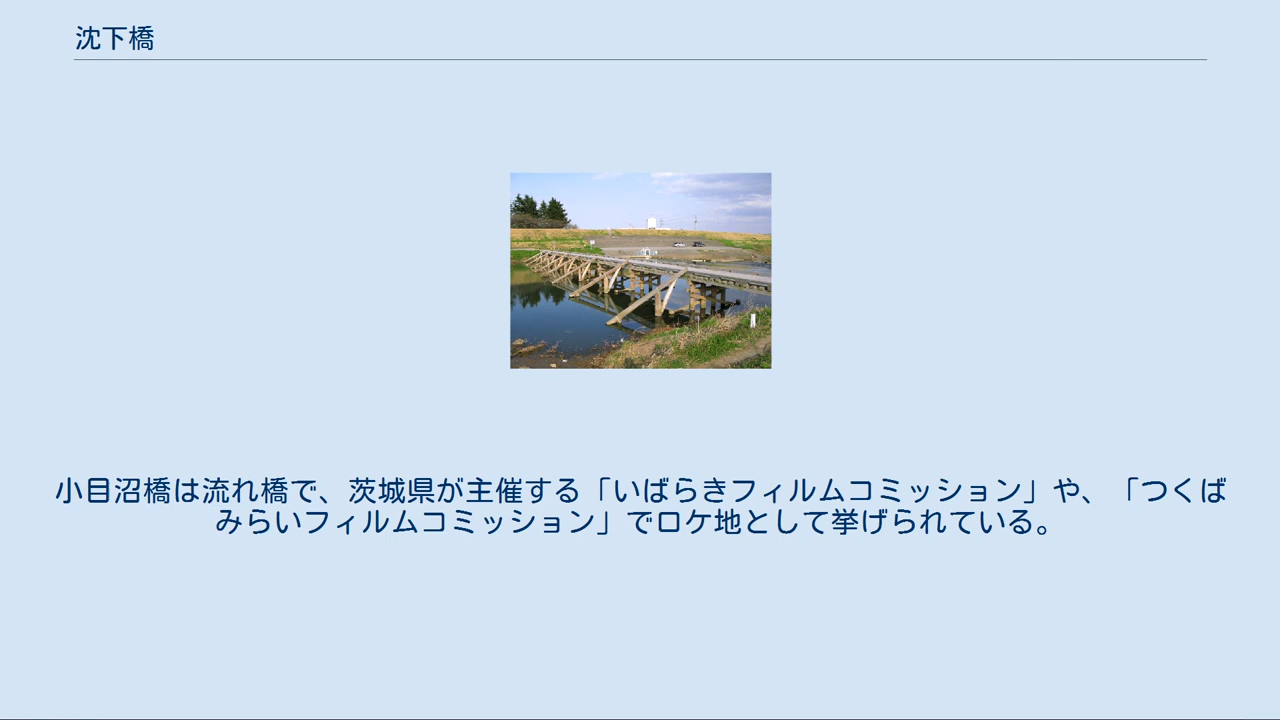 沈下橋
小目沼橋は流れ橋で、茨城県が主催する「いばらきフィルムコミッション」や、「つくば
みらいフィルムコミッション」でロケ地として挙げられている。